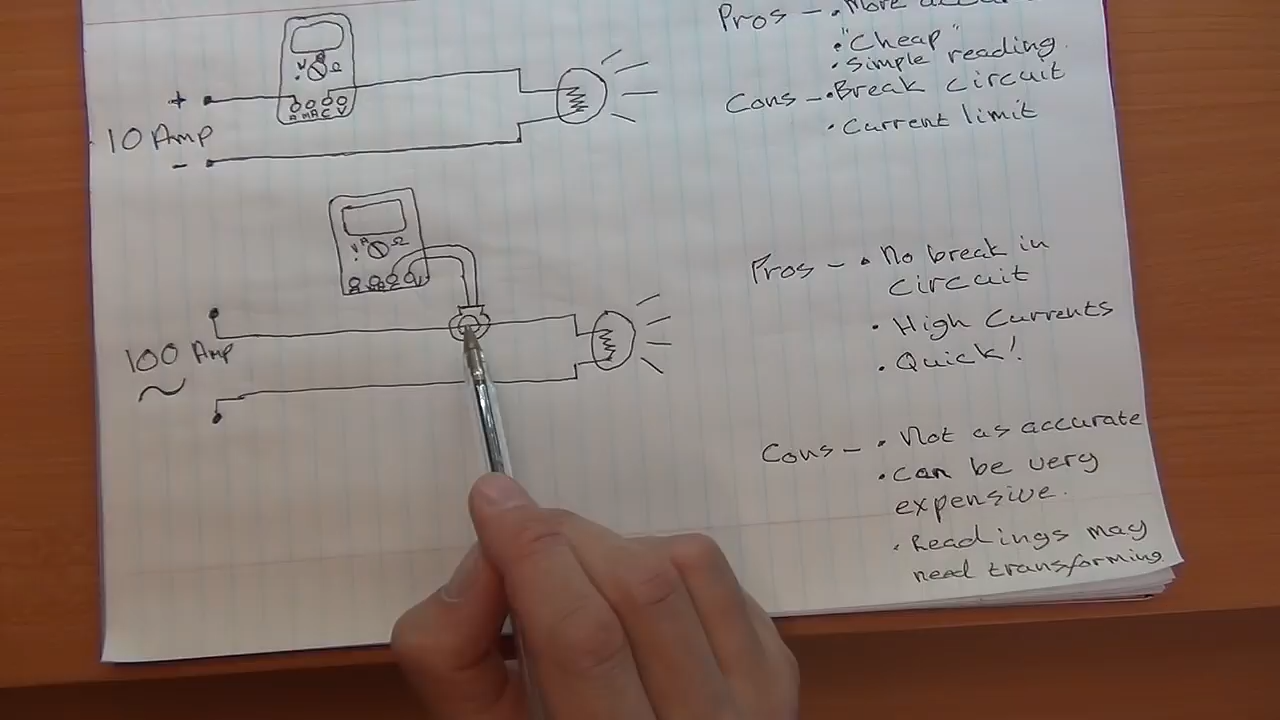 Pros - • More
• "Cheap"
• Simple reading.
Cons - • Break circuit
• Current limit
+
10 Amp
-
V A Ω
A mA C V
Pros - • No break in
circuit
• High Currents
• Quick!
V A Ω
100 Amp
~
Cons - • Not as accurate
• can be very
expensive.
• Readings may
need transforming